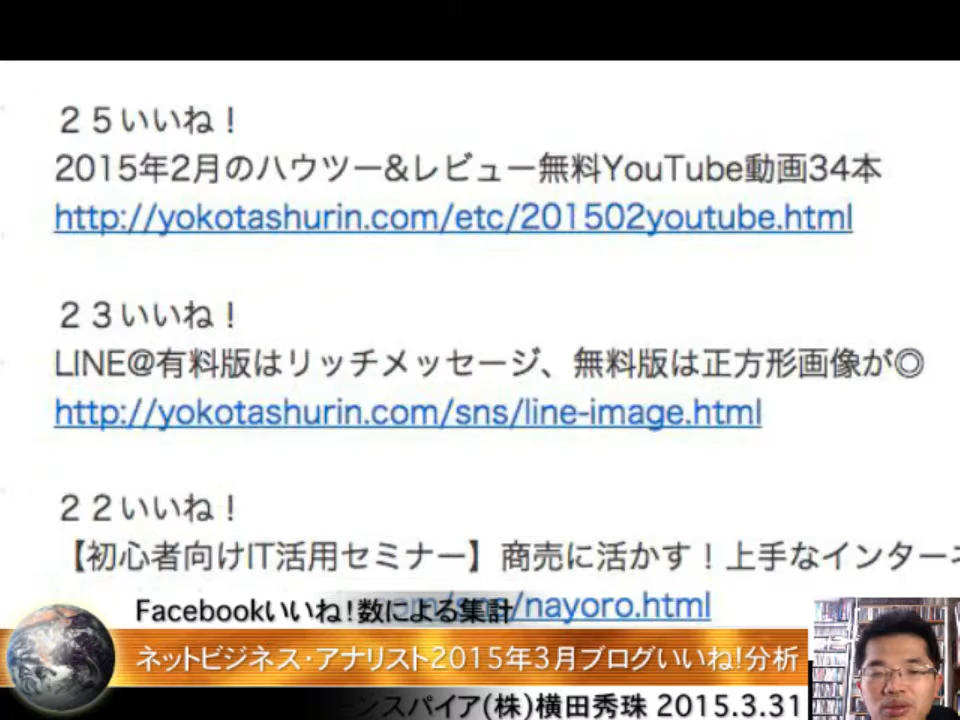 ２５いいね！
2015年2月のハウツー&レビュー無料YouTube動画34本
http://yokotashurin.com/etc/201502youtube.html
２３いいね！
LINE@有料版はリッチメッセージ、無料版は正方形画像が◎
http://yokotashurin.com/sns/line-image.html
２２いいね！
【初心者向けIT活用セミナー】商売に活かす！上手なインターネ
/nayoro.html
Facebookいいね!数による集計
ネットビジネス・アナリスト2015年3月ブログいいね!分析
ーンスパイア(株)横田秀珠 2015.3.31